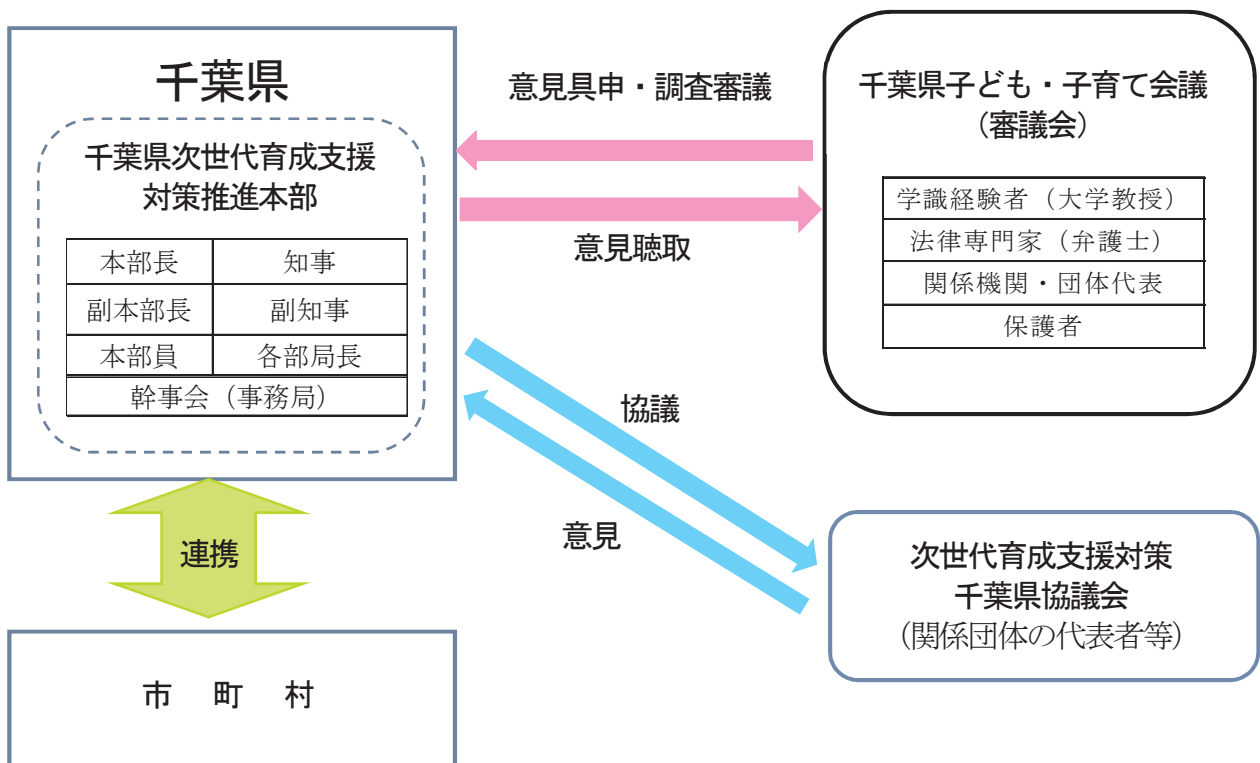 千葉県
千葉県次世代育成支援
対策推進本部
本部長 知事
副本部長 副知事
本部員 各部局長
幹事会（事務局）
意見具申・調査審議
意見聴取
千葉県子ども・子育て会議
（審議会）
学識経験者（大学教授）
法律専門家（弁護士）
関係機関・団体代表
保護者
協議
意見
連携
次世代育成支援対策
千葉県協議会
（関係団体の代表者等）
市 町 村